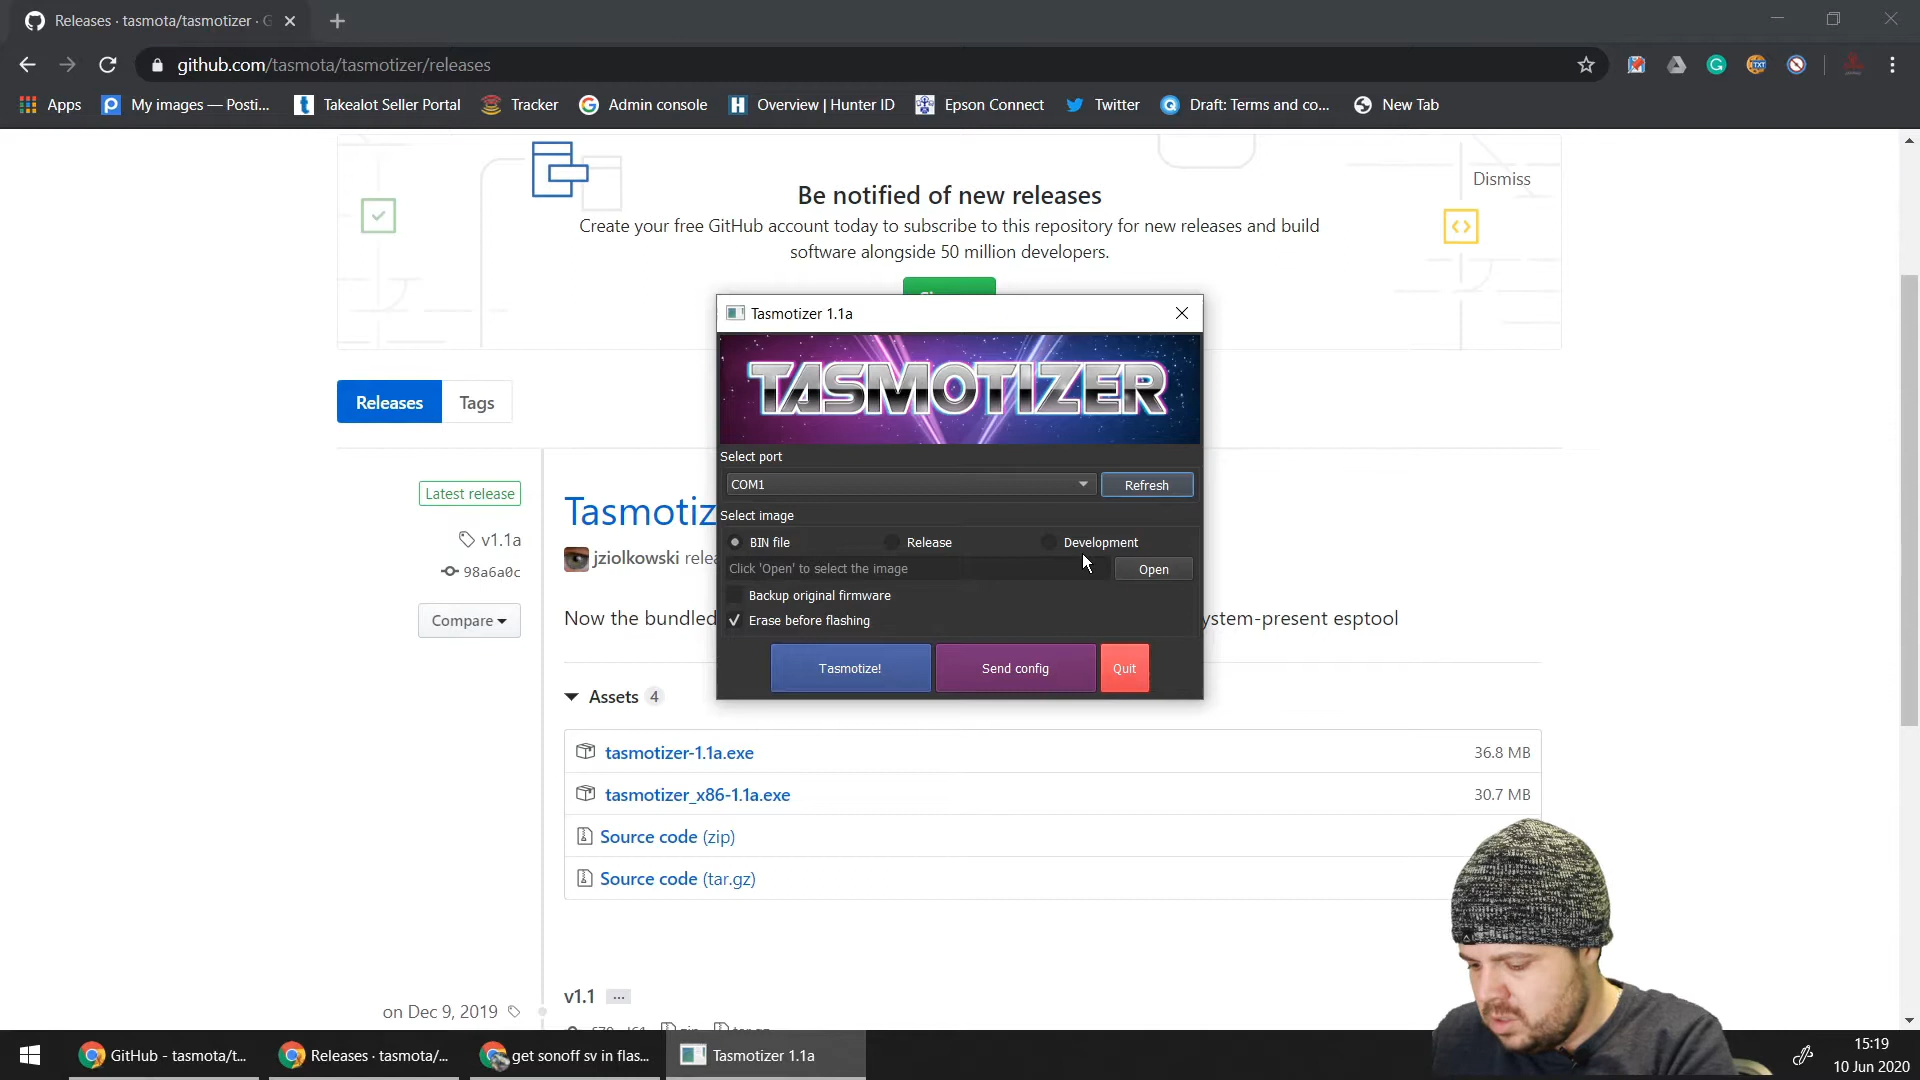 Releases · tasmota/tasmotizer · G
github.com/tasmota/tasmotizer/releases
Apps
My images — Posti...
Takealot Seller Portal
Tracker
Admin console
Overview | Hunter ID
Epson Connect
Twitter
Draft: Terms and co...
New Tab
Dismiss
Be notified of new releases
Create your free GitHub account today to subscribe to this repository for new releases and build
software alongside 50 million developers.
Tasmotizer 1.1a
TASMOTIZER
Select port
COM1
Refresh
Select image
BIN file
Release
Development
Click 'Open' to select the image
Open
Backup original firmware
Erase before flashing
Tasmotize!
Send config
Quit
Releases
Tags
Latest release
v1.1a
98a6a0c
Compare
Tasmotiz
jziolkowski relea
Now the bundled
ystem-present esptool
Assets 4
tasmotizer-1.1a.exe
36.8 MB
tasmotizer_x86-1.1a.exe
30.7 MB
Source code (zip)
Source code (tar.gz)
on Dec 9, 2019
v1.1 ...
GitHub - tasmota/t...
Releases · tasmota/...
get sonoff sv in flas...
Tasmotizer 1.1a
15:19
10 Jun 2020